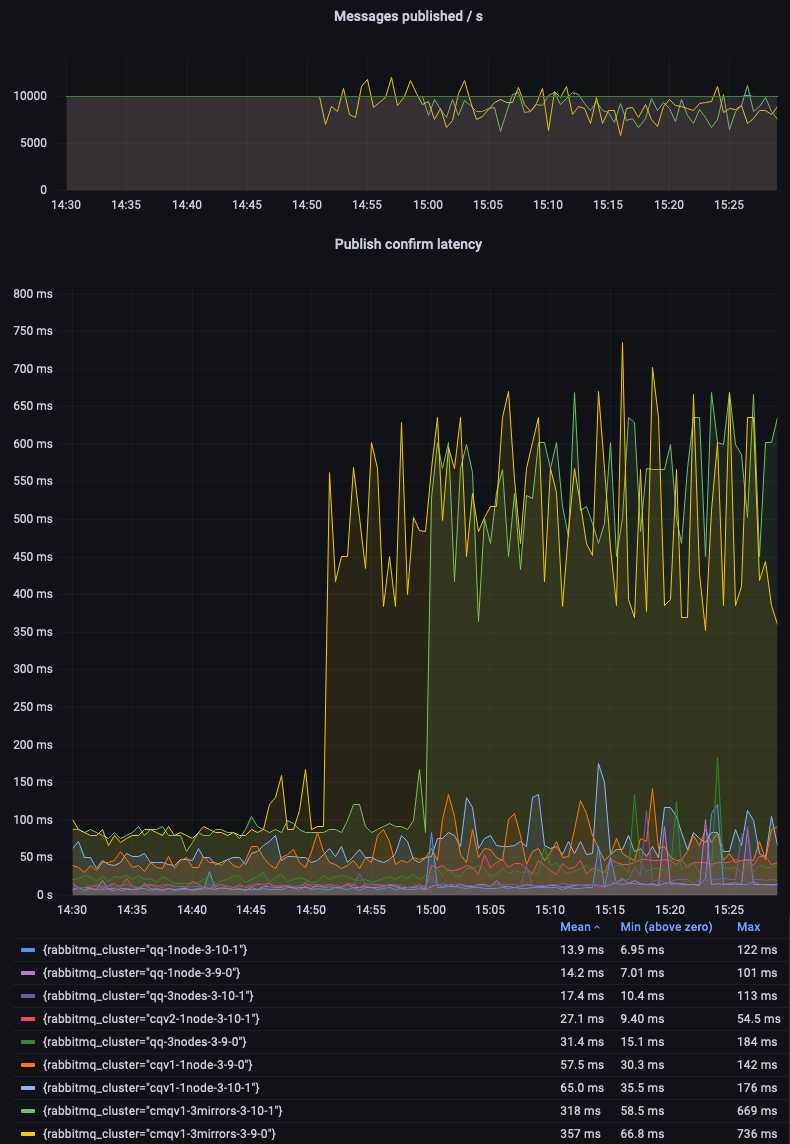 Messages published / s
10000
5000
0
14:30 14:35 14:40 14:45 14:50 14:55 15:00 15:05 15:10 15:15 15:20 15:25
Publish confirm latency
800 ms
750 ms
700 ms
650 ms
600 ms
550 ms
500 ms
450 ms
400 ms
350 ms
300 ms
250 ms
200 ms
150 ms
100 ms
50 ms
0 s
14:30 14:35 14:40 14:45 14:50 14:55 15:00 15:05 15:10 15:15 15:20 15:25
Mean Min (above zero) Max
{rabbitmq_cluster="qq-1node-3-10-1"} 13.9 ms 6.95 ms 122 ms
{rabbitmq_cluster="qq-1node-3-9-0"} 14.2 ms 7.01 ms 101 ms
{rabbitmq_cluster="qq-3nodes-3-10-1"} 17.4 ms 10.4 ms 113 ms
{rabbitmq_cluster="cqv2-1node-3-10-1"} 27.1 ms 9.40 ms 54.5 ms
{rabbitmq_cluster="qq-3nodes-3-9-0"} 31.4 ms 15.1 ms 184 ms
{rabbitmq_cluster="cqv1-1node-3-9-0"} 57.5 ms 30.3 ms 142 ms
{rabbitmq_cluster="cqv1-1node-3-10-1"} 65.0 ms 35.5 ms 176 ms
{rabbitmq_cluster="cmqv1-3mirrors-3-10-1"} 318 ms 58.5 ms 669 ms
{rabbitmq_cluster="cmqv1-3mirrors-3-9-0"} 357 ms 66.8 ms 736 ms